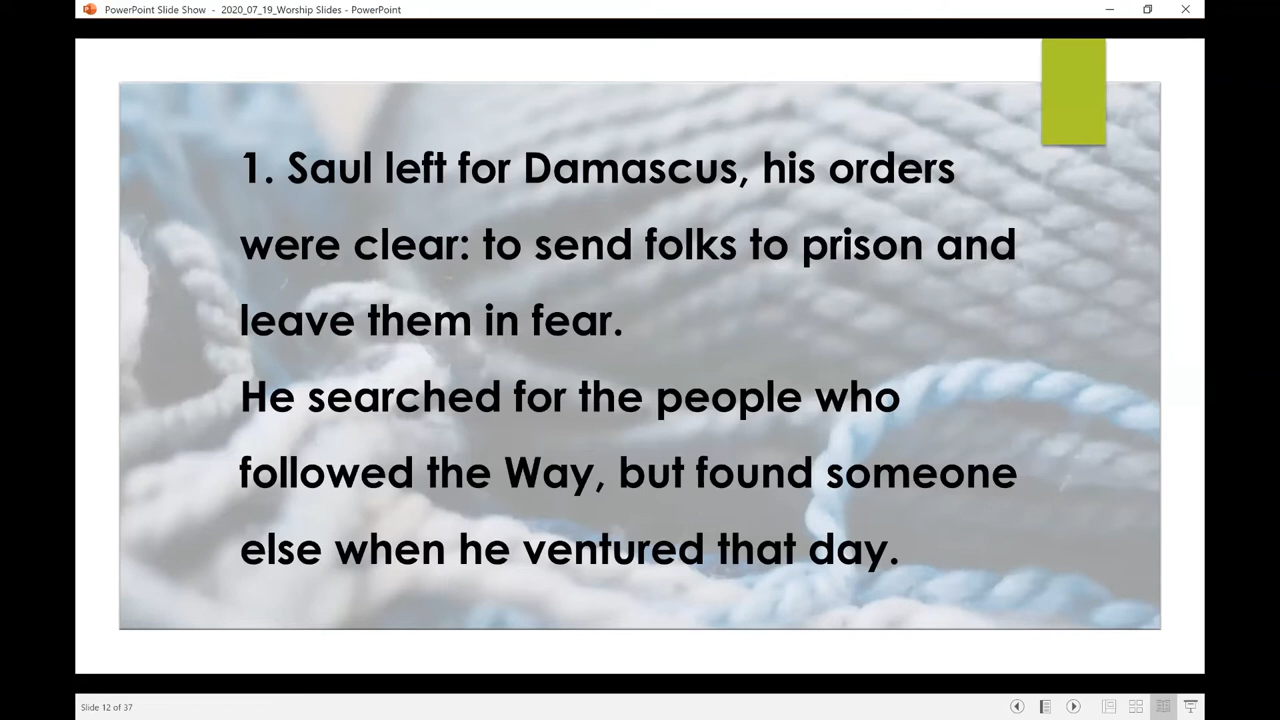 PowerPoint Slide Show - 2020_07_19_Worship Slides - PowerPoint
1. Saul left for Damascus, his orders
were clear: to send folks to prison and
leave them in fear.
He searched for the people who
followed the Way, but found someone
else when he ventured that day.
Slide 12 of 37